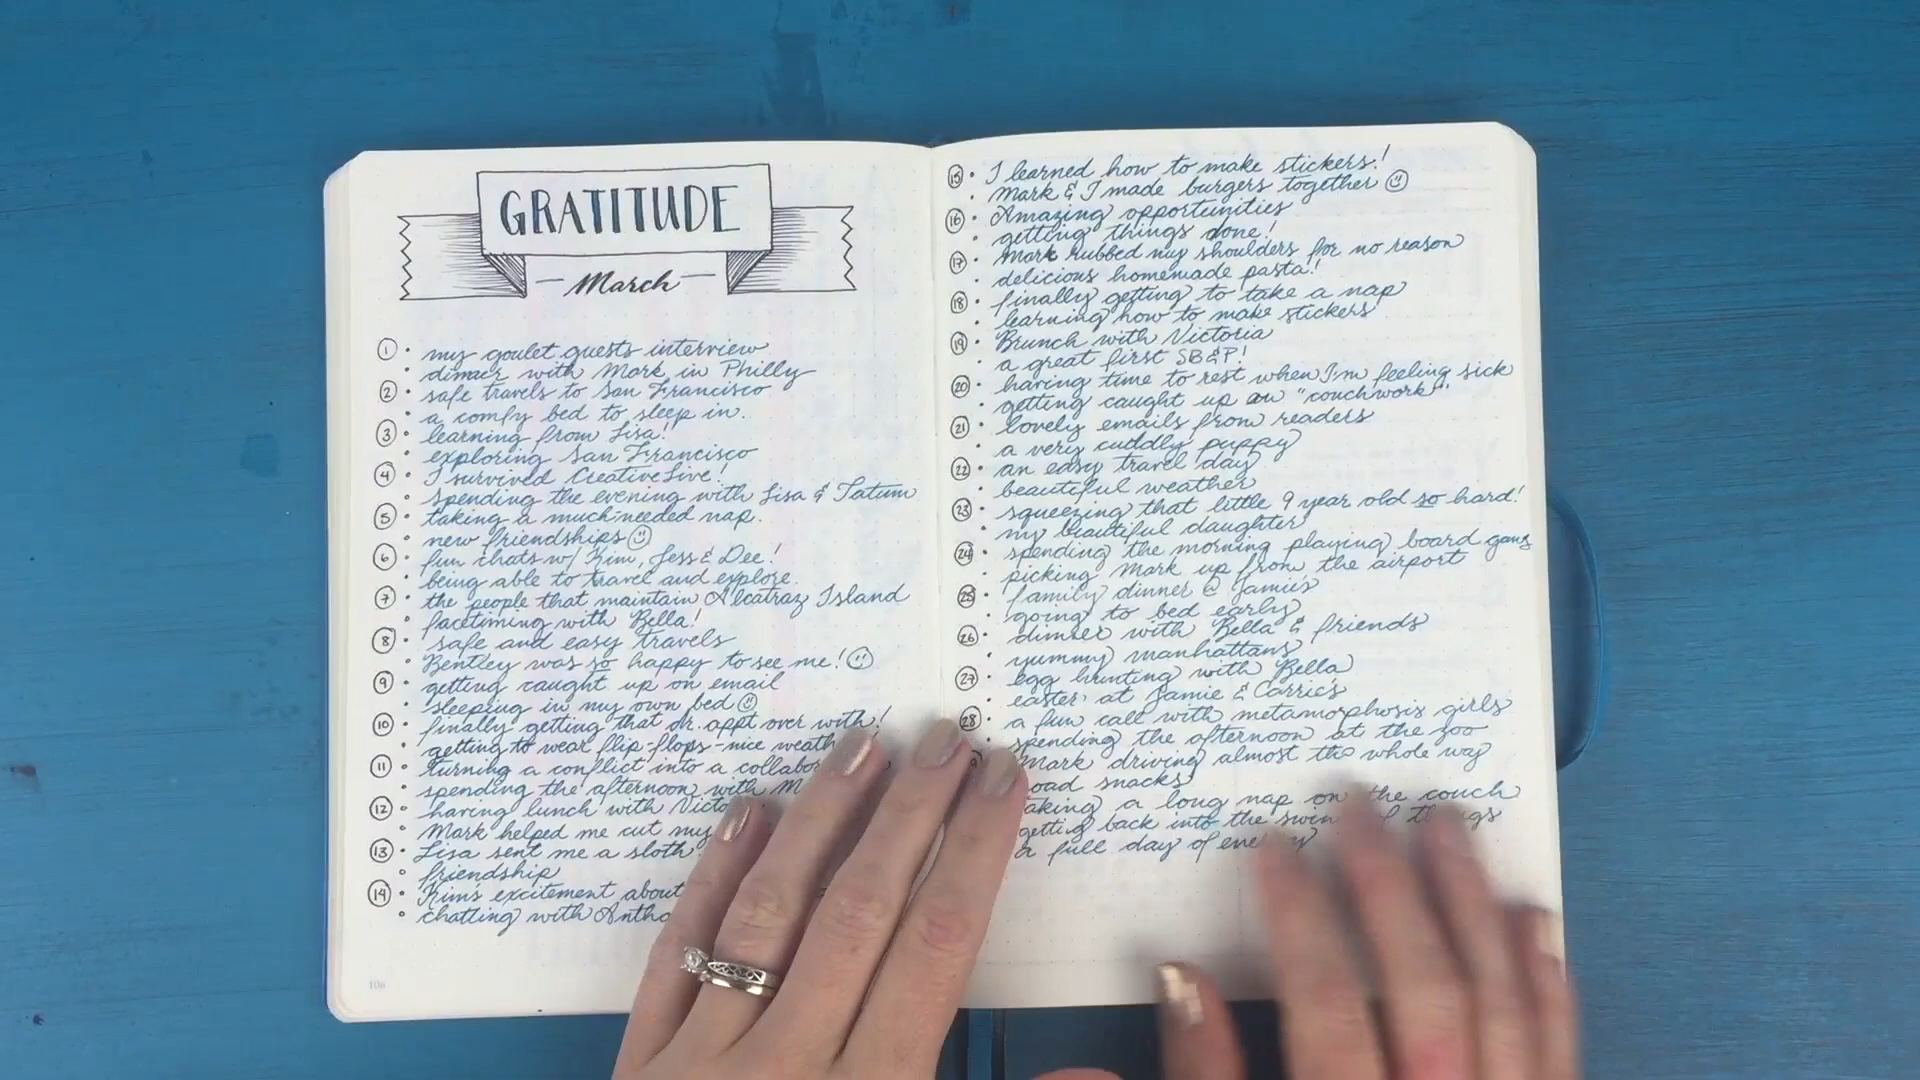 GRATITUDE
March
1 • my goulet guests interview
• dinner with Mark in Philly
2 • safe travels to San Francisco
• a comfy bed to sleep in.
3 • learning from Lisa!
• exploring San Francisco
4 • I survived CreativeLive!
• spending the evening with Lisa & Tatum
5 • taking a much-needed nap.
• new friendships ☺
6 • fun chats w/ Kim, Jess & Dee!
• being able to travel and explore.
7 • the people that maintain Alcatraz Island
• facetiming with Bella!
8 • safe and easy travels
• Bentley was so happy to see me! ☺
9 • getting caught up on email
• sleeping in my own bed ☺
10 • finally getting that dr. appt over with!
• getting to wear flip-flops - nice
11 • turning a conflict into a
• spending the afternoon with
12 • having lunch with
• Mark helped me cut my
13 • Lisa sent me a sloth
• friendship
14 • Kim's excitement about
• chatting with
15 • I learned how to make stickers!
• Mark & I made burgers together ☺
16 • Amazing opportunities
• getting things done!
17 • Mark rubbed my shoulders for no reason
• delicious homemade pasta!
18 • finally getting to take a nap
• learning how to make stickers
19 • Brunch with Victoria
• a great first SB&P!
20 • having time to rest when I'm feeling sick
• getting caught up on "couchwork"
21 • lovely emails from readers
• a very cuddly puppy
22 • an easy travel day
• beautiful weather
23 • squeezing that little 9 year old so hard!
• my beautiful daughter
24 • spending the morning playing board games
• picking Mark up from the airport
25 • family dinner @ Jamie's
• going to bed early
26 • dinner with Bella & friends
• yummy manhattans
27 • egg hunting with Bella
• easter at Jamie & Carrie's
28 • a fun call with metamorphosis girls
• spending the afternoon at the zoo
Mark driving almost the whole way
road snacks!
taking a long nap on the couch
getting back into the swing of things
a full day of energy
106